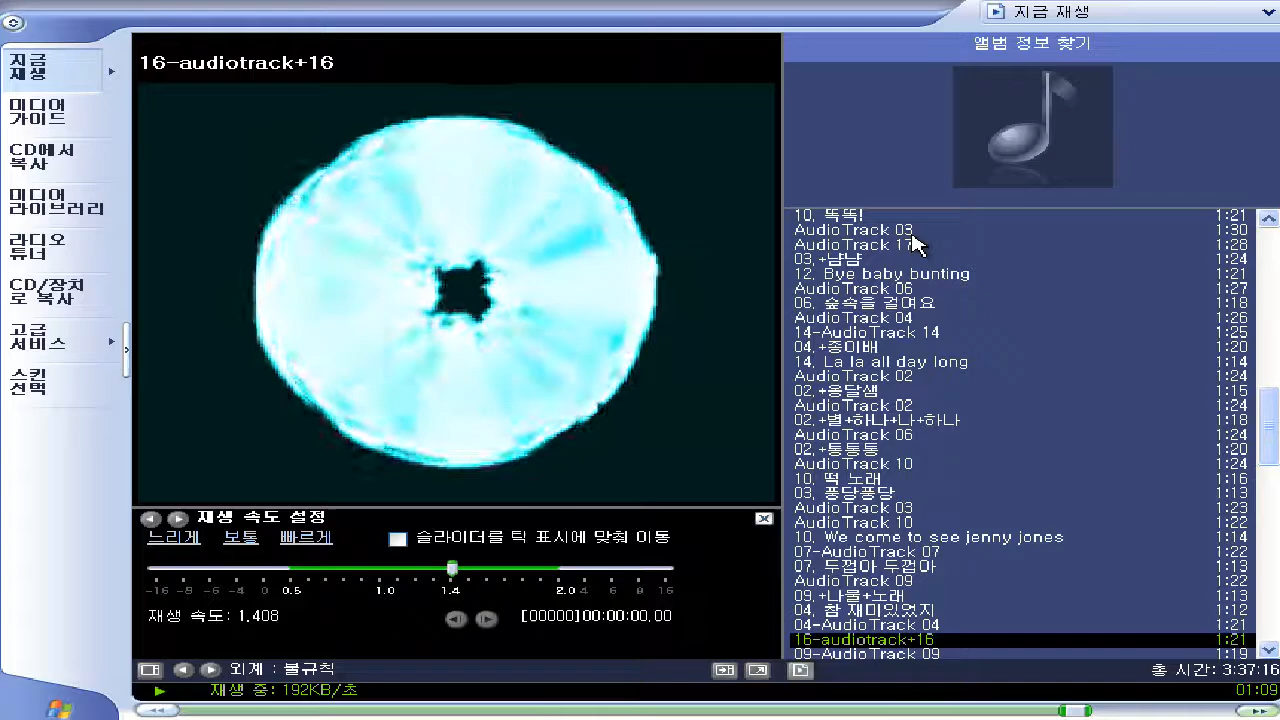 지금 재생
지금
재생
미디어
가이드
CD에서
복사
미디어
라이브러리
라디오
튜너
CD/장치
로 복사
고급
서비스
스킨
선택
16-audiotrack+16
앨범 정보 찾기
10. 똑똑! 1:21
AudioTrack 03 1:30
AudioTrack 17 1:28
03.+냠냠 1:24
12. Bye baby bunting 1:21
AudioTrack 06 1:27
06. 숲속을 걸어요 1:18
AudioTrack 04 1:26
14-AudioTrack 14 1:25
04.+종이배 1:20
14. La la all day long 1:14
AudioTrack 02 1:24
02.+옹달샘 1:15
AudioTrack 02 1:24
02.+별+하나+나+하나 1:21
AudioTrack 06 1:24
02.+통통통 1:20
AudioTrack 10 1:24
10. 떡 노래 1:16
03. 퐁당퐁당 1:13
AudioTrack 03 1:23
AudioTrack 10 1:22
10. We come to see jenny jones 1:14
07-AudioTrack 07 1:22
07. 두껍아 두껍아 1:13
AudioTrack 09 1:22
09.+나물+노래 1:13
04. 참 재미있었지 1:12
04-AudioTrack 04 1:21
16-audiotrack+16 1:21
09-AudioTrack 09 1:19
재생 속도 설정
느리게 보통 빠르게 슬라이더를 틱 표시에 맞춰 이동
-16 -8 -6 -4 0 0.5 1.0 1.4 2.0 4 6 8 16
재생 속도: 1.408 [00000]00:00:00.00
외계 : 불규칙
총 시간: 3:37:16
재생 중: 192KB/초 01:09